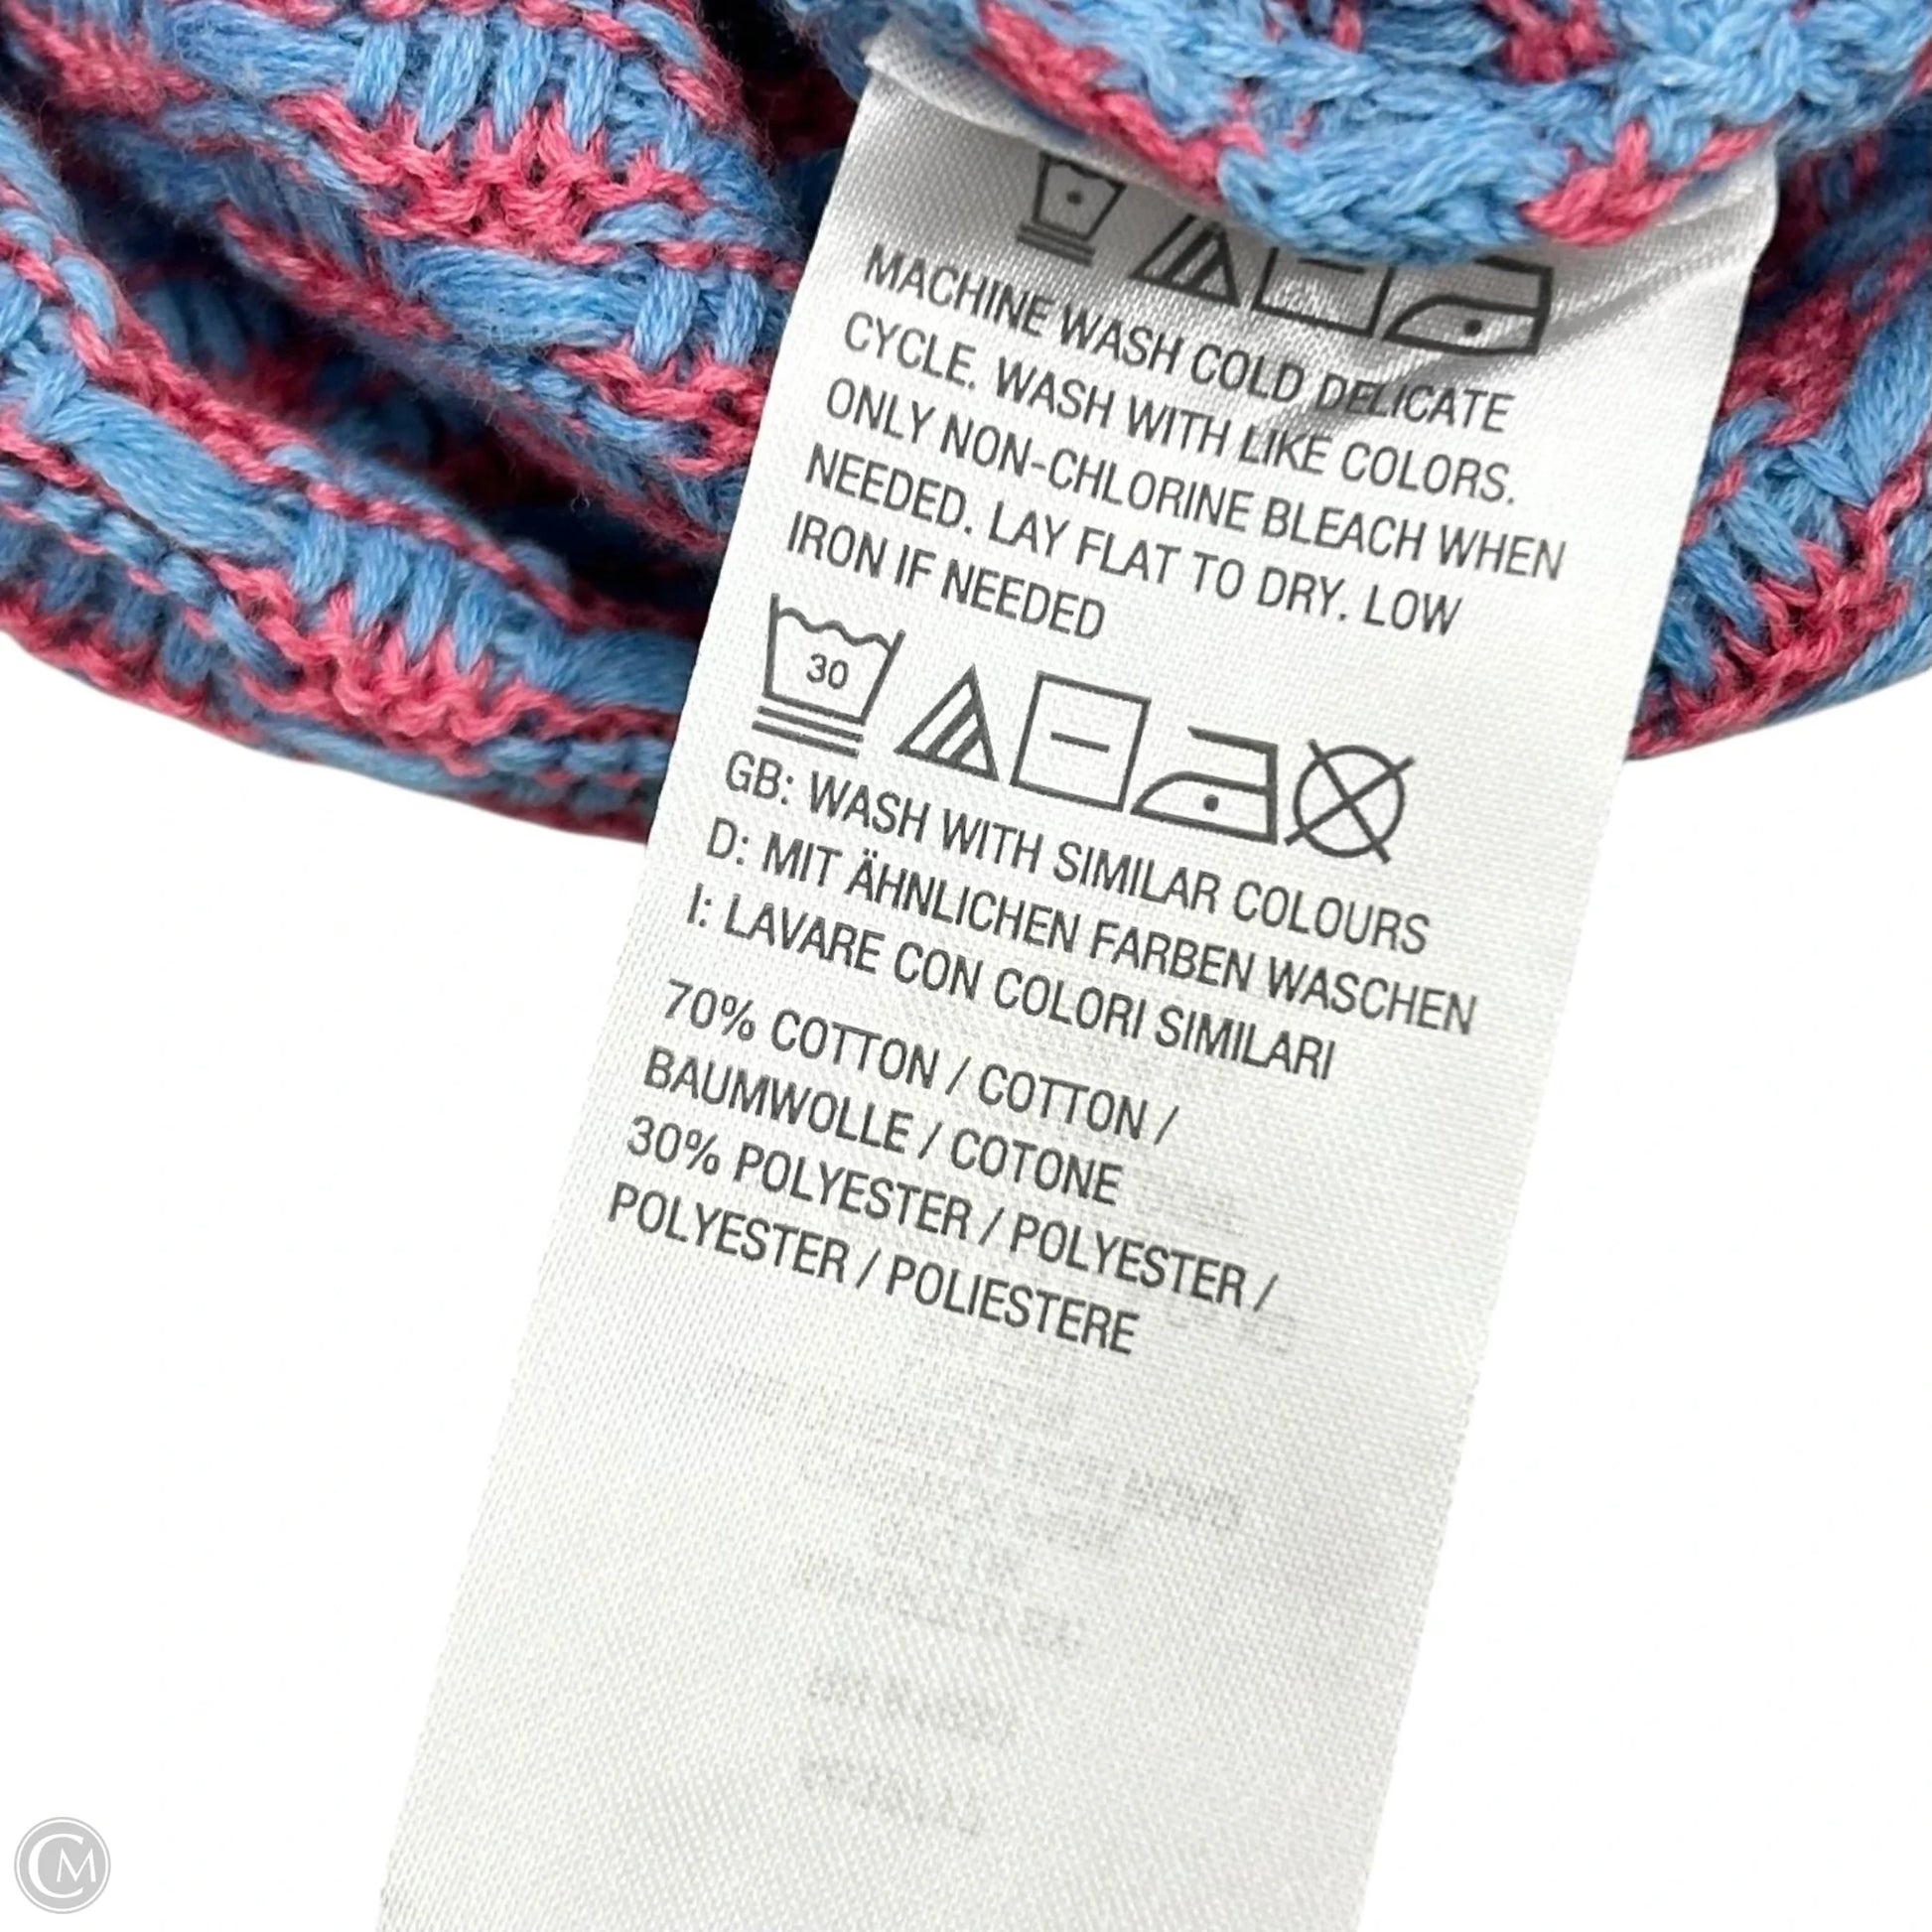 MACHINE WASH COLD DELICATE
CYCLE. WASH WITH LIKE COLORS.
ONLY NON-CHLORINE BLEACH WHEN
NEEDED. LAY FLAT TO DRY. LOW
IRON IF NEEDED
30
GB: WASH WITH SIMILAR COLOURS
D: MIT ÄHNLICHEN FARBEN WASCHEN
I: LAVARE CON COLORI SIMILARI
70% COTTON / COTTON /
BAUMWOLLE / COTONE
30% POLYESTER / POLYESTER /
POLYESTER / POLIESTERE
CM